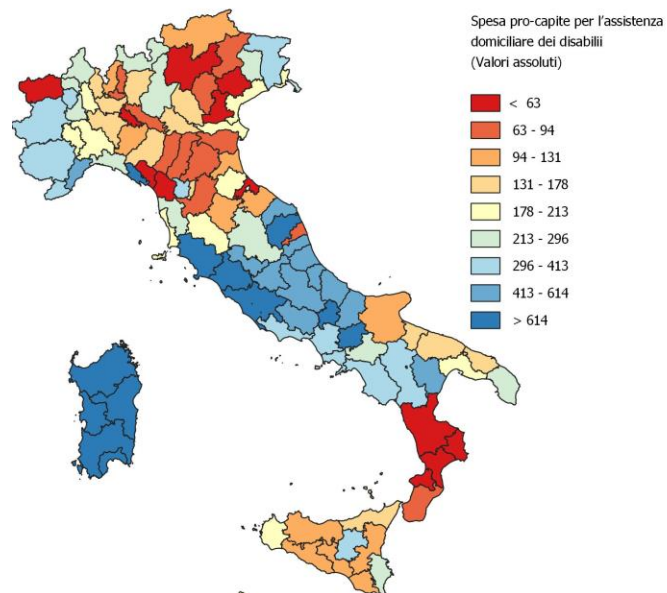 Spesa pro-capite per l'assistenza
domiciliare dei disabilii
(Valori assoluti)
< 63
63 - 94
94 - 131
131 - 178
178 - 213
213 - 296
296 - 413
413 - 614
> 614